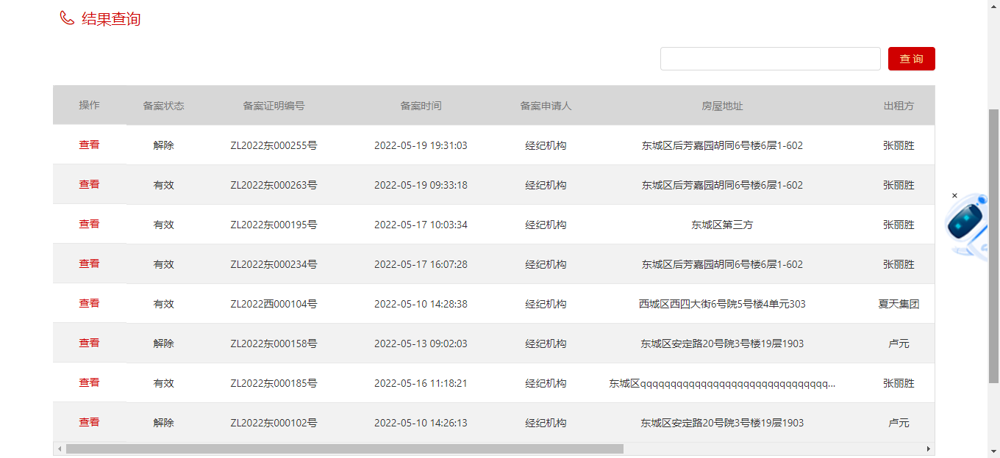 结果查询
查 询
操作 备案状态 备案证明编号 备案时间 备案申请人 房屋地址 出租方
查看 解除 ZL2022东000255号 2022-05-19 19:31:03 经纪机构 东城区后芳嘉园胡同6号楼6层1-602 张丽胜
查看 有效 ZL2022东000263号 2022-05-19 09:33:18 经纪机构 东城区后芳嘉园胡同6号楼6层1-602 张丽胜
查看 有效 ZL2022东000195号 2022-05-17 10:03:34 经纪机构 东城区第三方 张丽胜
查看 有效 ZL2022东000234号 2022-05-17 16:07:28 经纪机构 东城区后芳嘉园胡同6号楼6层1-602 张丽胜
查看 有效 ZL2022西000104号 2022-05-10 14:28:38 经纪机构 西城区西四大街6号院5号楼4单元303 夏天集团
查看 解除 ZL2022东000158号 2022-05-13 09:02:03 经纪机构 东城区安定路20号院3号楼19层1903 卢元
查看 有效 ZL2022东000185号 2022-05-16 11:18:21 经纪机构 东城区qqqqqqqqqqqqqqqqqqqqqqqqqqqqqqq... 张丽胜
查看 解除 ZL2022东000102号 2022-05-10 14:26:13 经纪机构 东城区安定路20号院3号楼19层1903 卢元